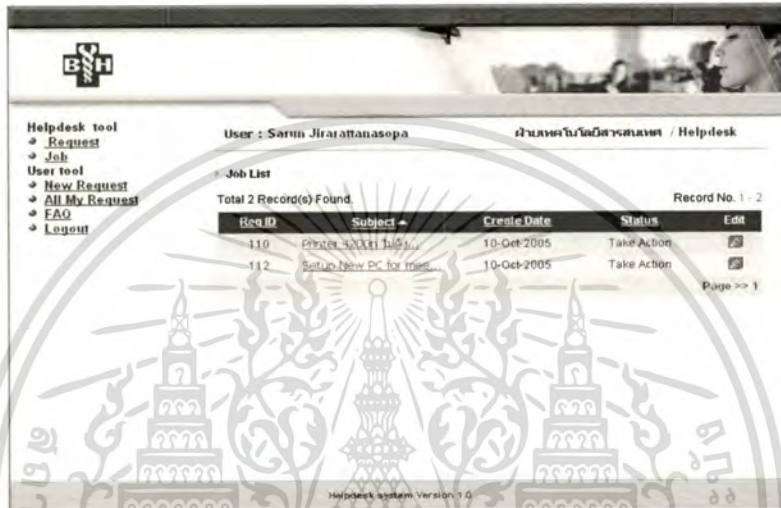 BH
Helpdesk tool
Request
Job
User tool
New Request
All My Request
FAQ
Logout
User : Sarun Jirarattanasopa
ฝ่ายเทคโนโลยีสารสนเทศ / Helpdesk
Job List
Total 2 Record(s) Found.
Record No. 1 - 2
Req ID Subject Create Date Status Edit
110 Printer 4200n ... 10-Oct-2005 Take Action
112 Setup New PC for mee... 10-Oct-2005 Take Action
Page >> 1
Helpdesk system Version 1.0